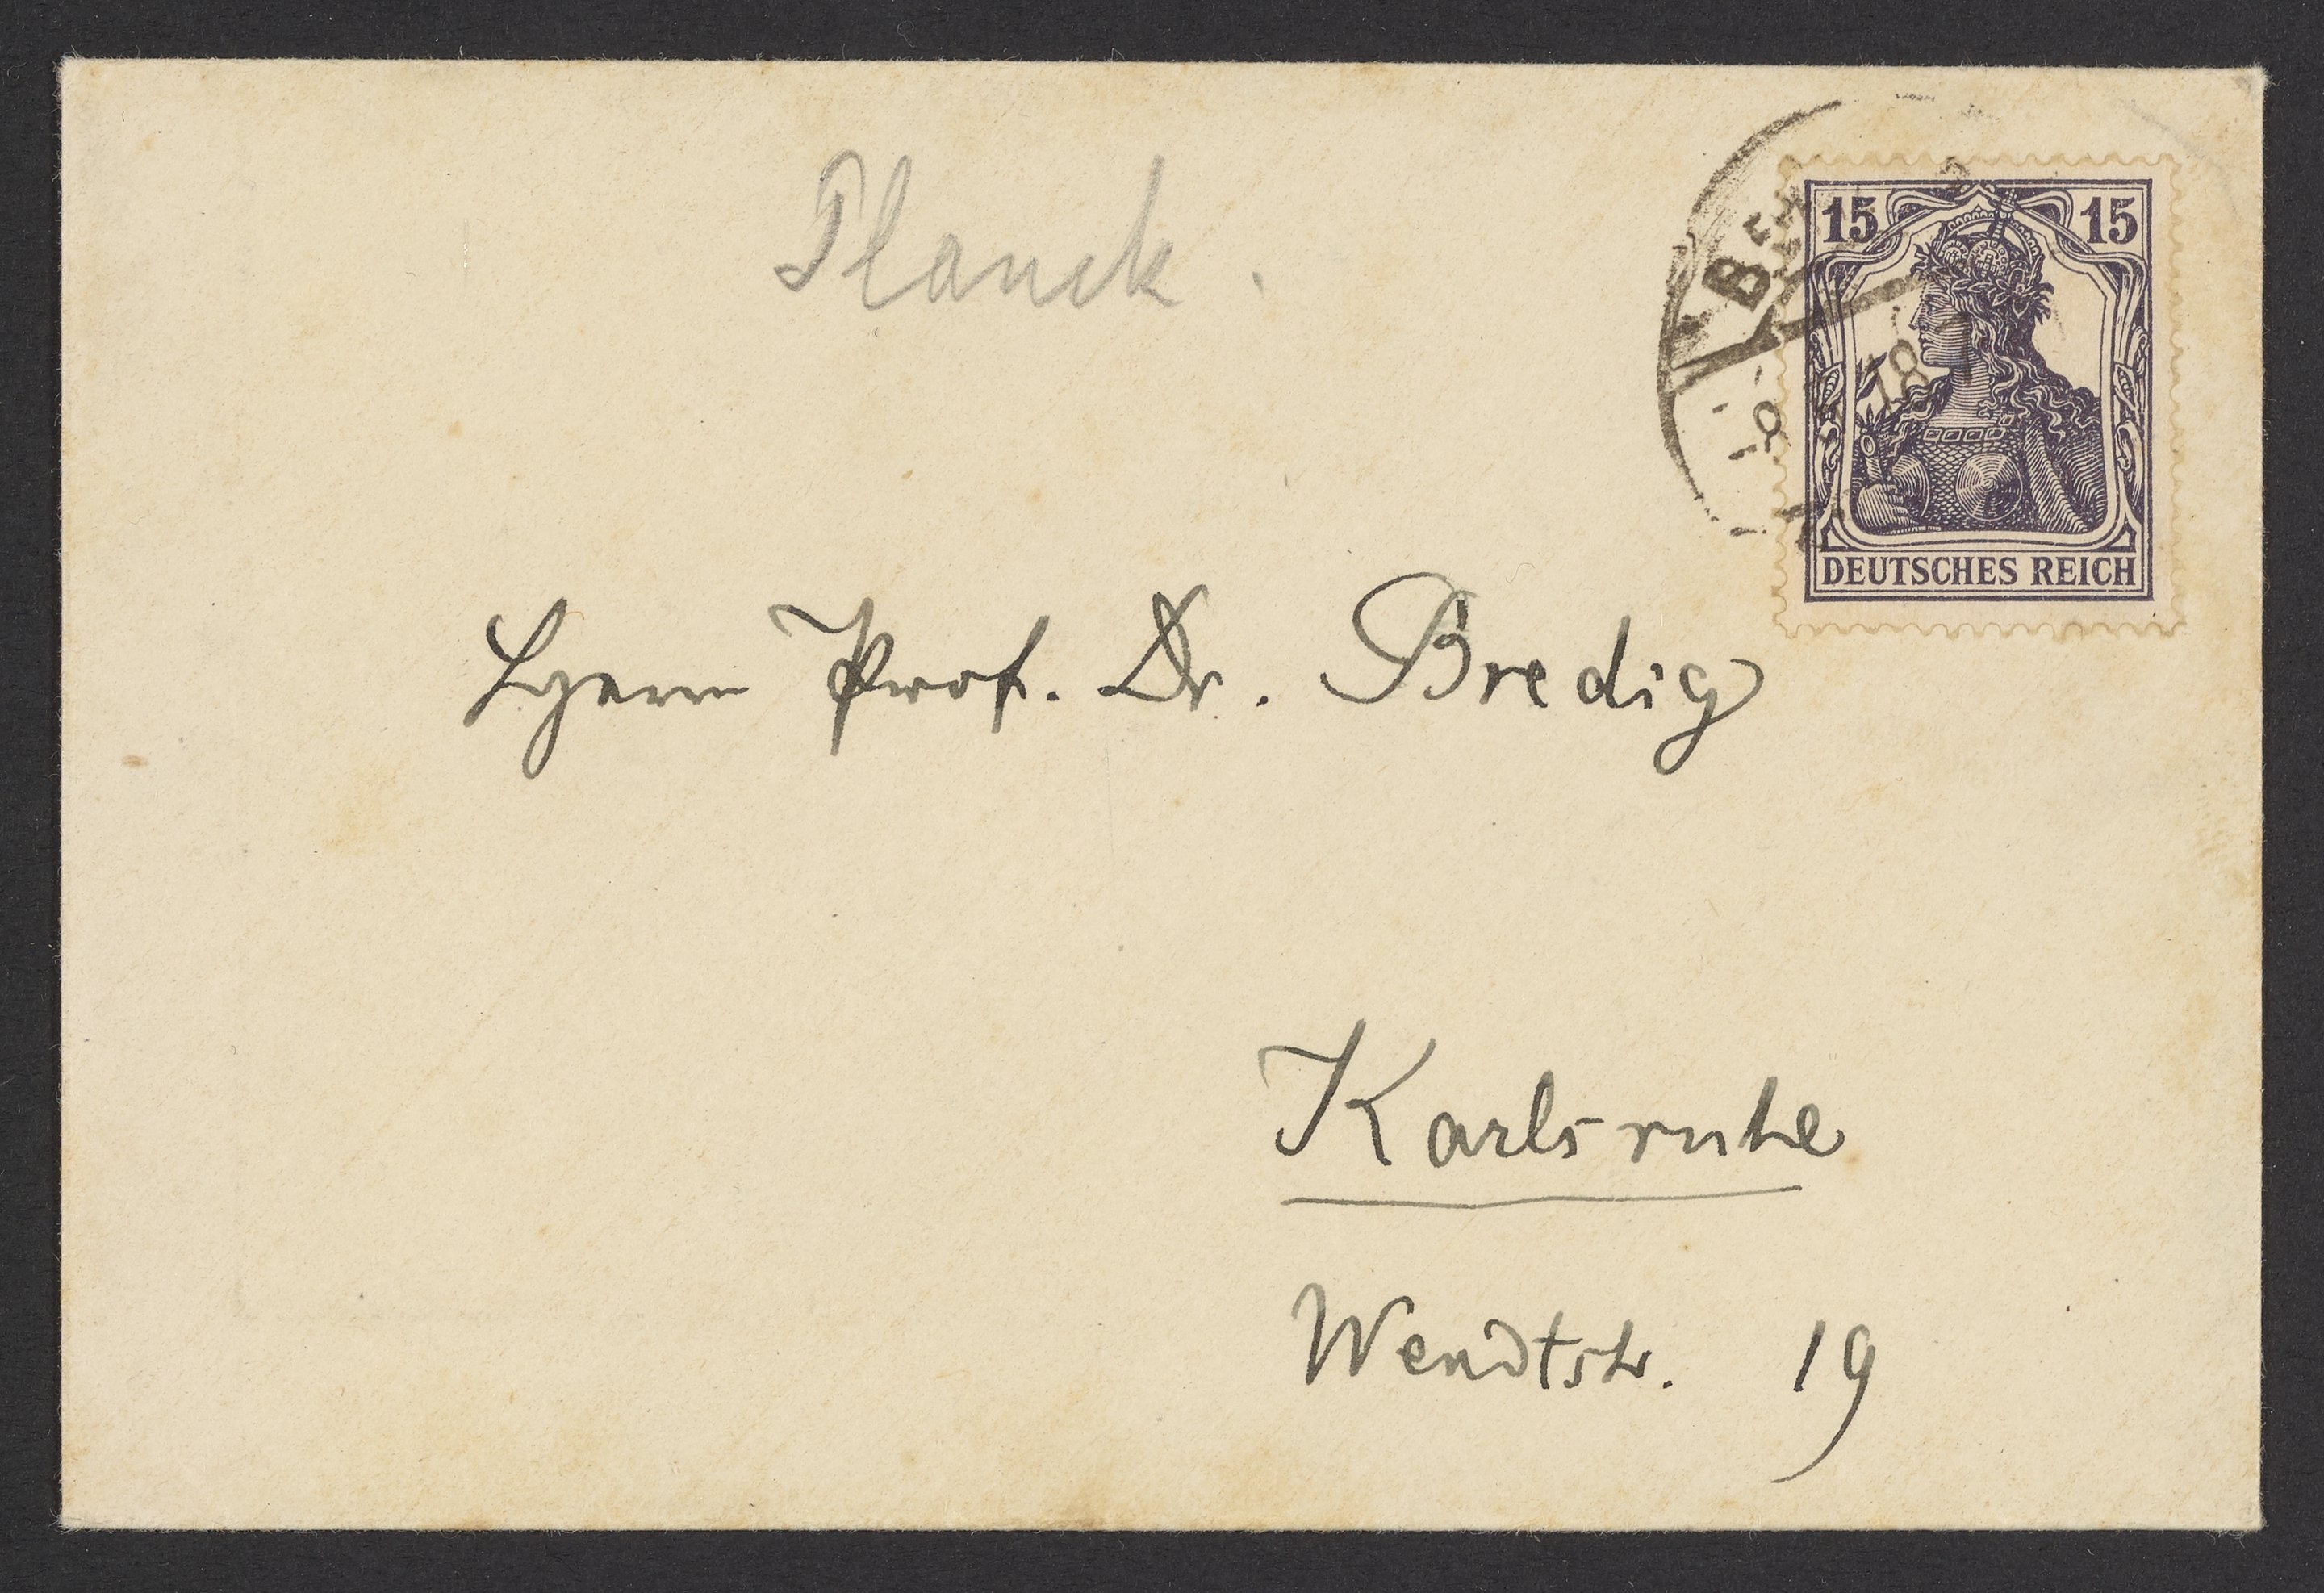 Planck.
15 15
DEUTSCHES REICH
Herrn Prof. Dr. Bredig
Karlsruhe
Wendtstr. 19